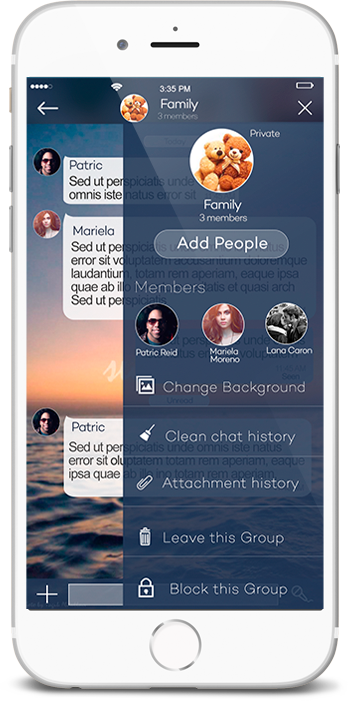 3:35 PM
Family
3 members
Private
Family
3 members
Add People
Members
Patric Reid
Mariela
Moreno
Lana Caron
Change Background
Clean chat history
Attachment history
Leave this Group
Block this Group
Patric
Sed ut perspiciatis unde
omnis iste natus error sit
Mariela
Sed ut perspiciatis unde omnis iste natus
error sit voluptatem accusantium doloremque
laudantium, totam rem aperiam, eaque ipsa
quae ab illo inventore veritatis et quasi arch
Sed ut perspiciatis
Seen
Unread
Patric
Sed ut perspiciatis unde omnis iste natus
error sit voluptatem totam rem aperiam, eaque
ipsa quae ab